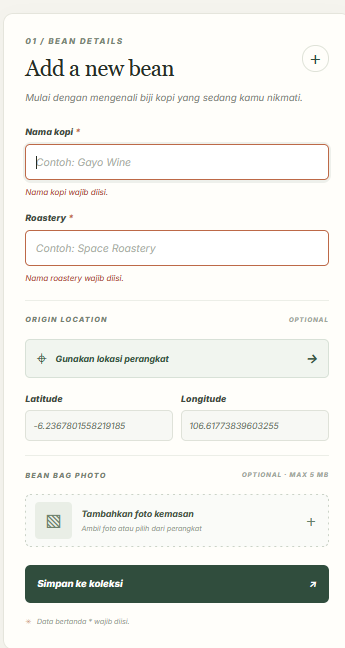 01 / BEAN DETAILS
Add a new bean
+
Mulai dengan mengenali biji kopi yang sedang kamu nikmati.
Nama kopi *
Contoh: Gayo Wine
Nama kopi wajib diisi.
Roastery *
Contoh: Space Roastery
Nama roastery wajib diisi.
ORIGIN LOCATION OPTIONAL
⌖ Gunakan lokasi perangkat →
Latitude Longitude
-6.2367801558219185 106.61773839603255
BEAN BAG PHOTO OPTIONAL · MAX 5 MB
▧ Tambahkan foto kemasan +
Ambil foto atau pilih dari perangkat
Simpan ke koleksi ↗
* Data bertanda * wajib diisi.